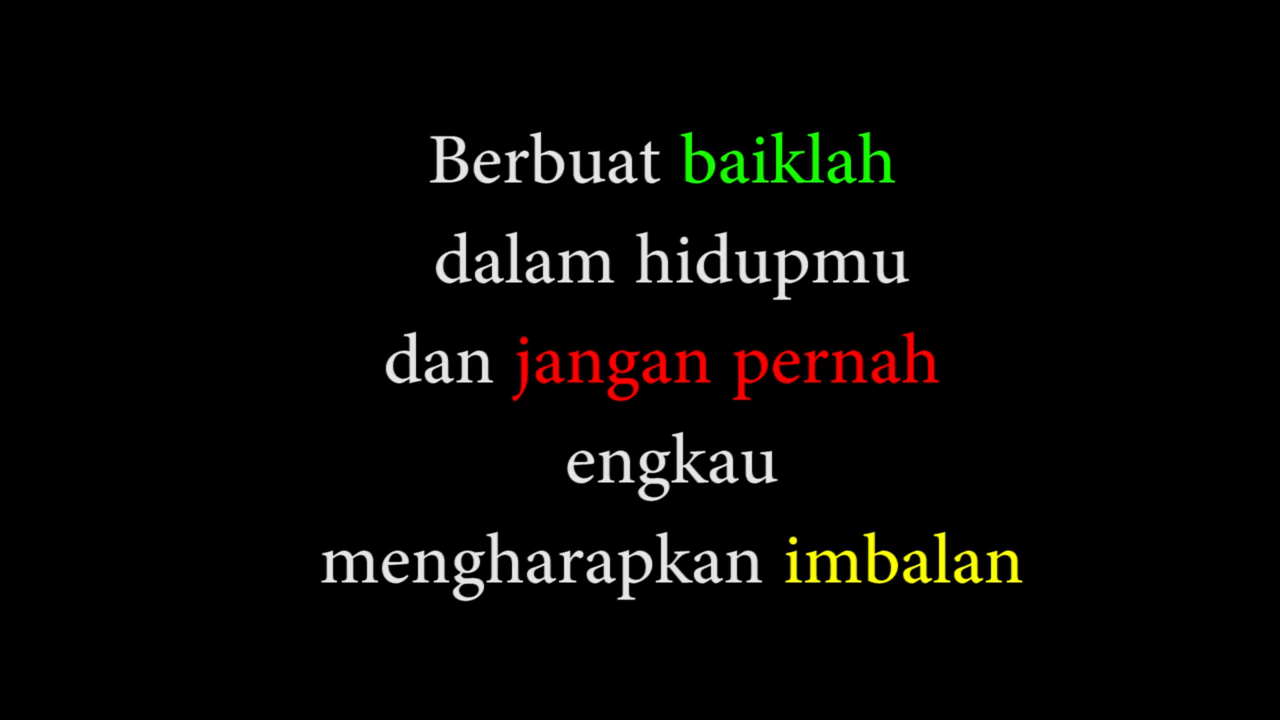 Berbuat baiklah
dalam hidupmu
dan jangan pernah
engkau
mengharapkan imbalan